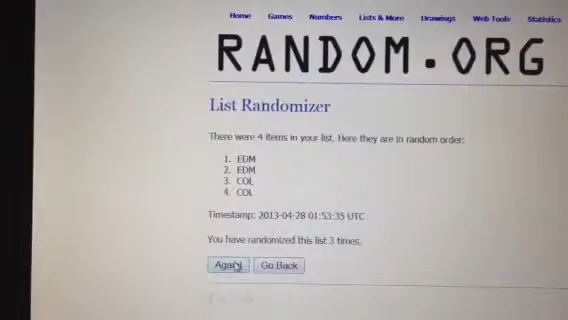 Home Games Numbers Lists & More Drawings Web Tools Statistics
RANDOM.ORG
List Randomizer
There were 4 items in your list. Here they are in random order:
1. EDM
2. EDM
3. COL
4. COL
Timestamp: 2013-04-28 01:53:35 UTC
You have randomized this list 3 times.
Again! Go Back